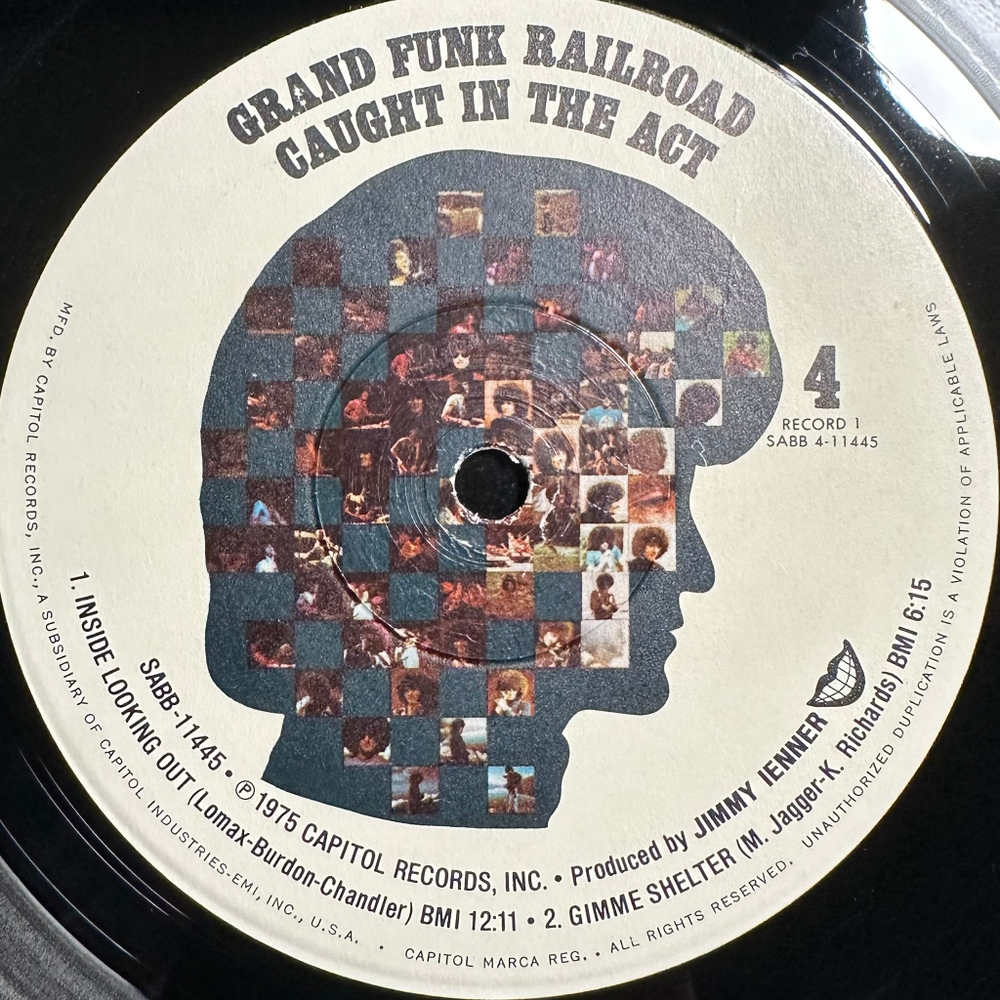 GRAND FUNK RAILROAD
CAUGHT IN THE ACT
4
RECORD 1
SABB 4-11445
SABB-11445 • Ⓟ 1975 CAPITOL RECORDS, INC. • Produced by JIMMY IENNER
1. INSIDE LOOKING OUT (Lomax-Burdon-Chandler) BMI 12:11 • 2. GIMME SHELTER (M. Jagger-K. Richards) BMI 6:15
MFD. BY CAPITOL RECORDS, INC., A SUBSIDIARY OF CAPITOL INDUSTRIES-EMI, INC., U.S.A. • CAPITOL MARCA REG. • ALL RIGHTS RESERVED. UNAUTHORIZED DUPLICATION IS A VIOLATION OF APPLICABLE LAWS